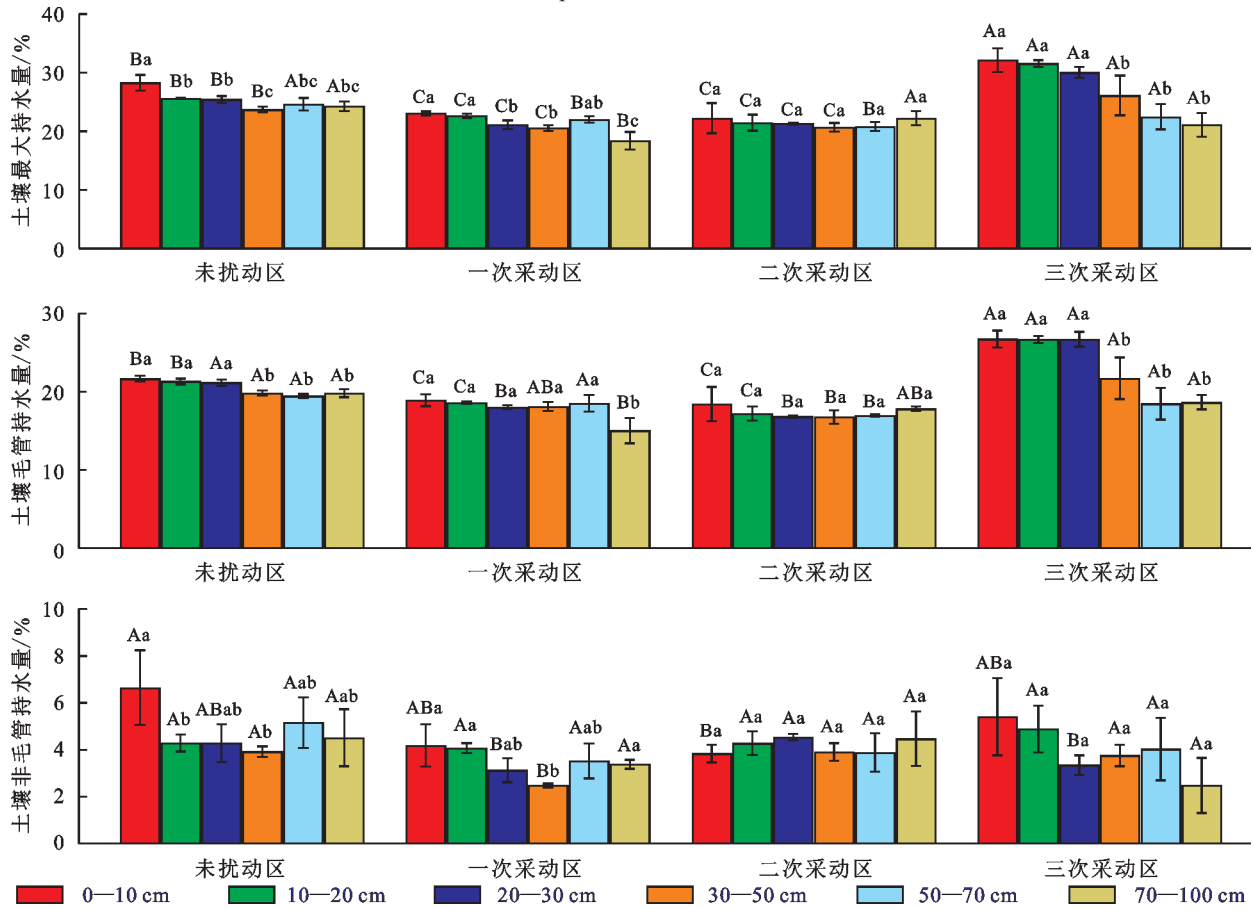 土壤最大持水量/%
40
30
20
10
0
Ba Bb Bb Bc Abc Abc
Ca Ca Cb Cb Bab Bc
Ca Ca Ca Ca Ba Aa
Aa Aa Aa Ab Ab Ab
未扰动区 一次采动区 二次采动区 三次采动区
土壤毛管持水量/%
30
20
10
0
Ba Ba Aa Ab Ab Ab
Ca Ca Ba ABa Aa Bb
Ca Ca Ba Ba Ba ABa
Aa Aa Aa Ab Ab Ab
未扰动区 一次采动区 二次采动区 三次采动区
土壤非毛管持水量/%
10
8
6
4
2
0
Aa Ab ABab Ab Aab Aab
ABa Aa Bab Bb Aab Aa
Ba Aa Aa Aa Aa Aa
ABa Aa Ba Aa Aa Aa
未扰动区 一次采动区 二次采动区 三次采动区
0—10 cm 10—20 cm 20—30 cm 30—50 cm 50—70 cm 70—100 cm